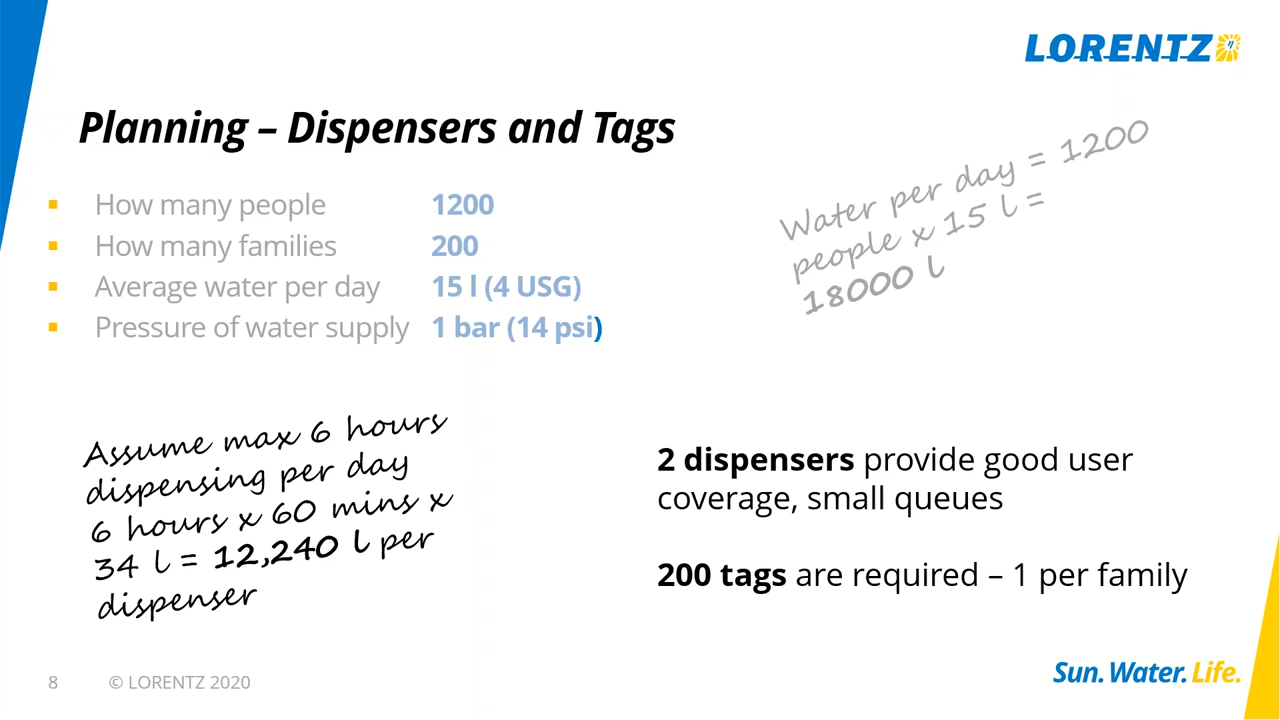 LORENTZ
Planning – Dispensers and Tags
▪ How many people 1200
▪ How many families 200
▪ Average water per day 15 l (4 USG)
▪ Pressure of water supply 1 bar (14 psi)
Water per day = 1200
people x 15 l =
18000 l
Assume max 6 hours
dispensing per day
6 hours x 60 mins x
34 l = 12,240 l per
dispenser
2 dispensers provide good user
coverage, small queues
200 tags are required – 1 per family
8 © LORENTZ 2020
Sun. Water. Life.